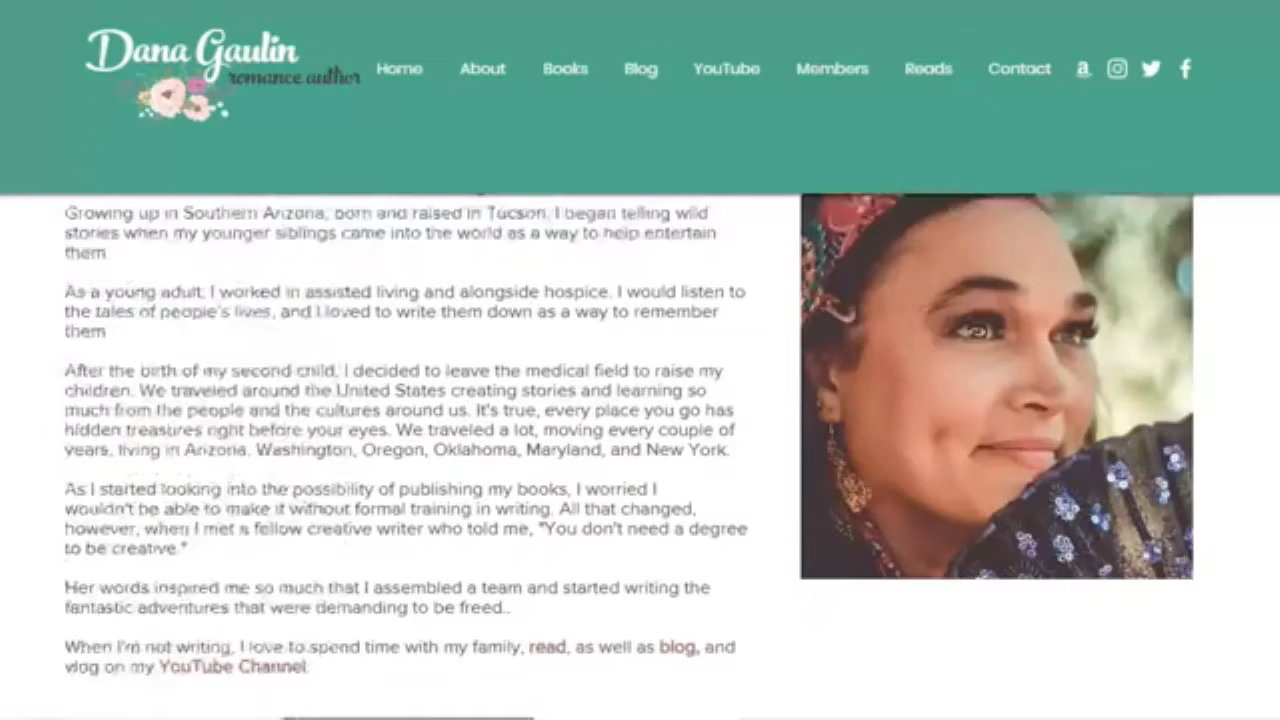 Dana Gaulin
romance author
Home About Books Blog YouTube Members Reads Contact
Growing up in Southern Arizona, born and raised in Tucson, I began telling wild
stories when my younger siblings came into the world as a way to help entertain
them.
As a young adult, I worked in assisted living and alongside hospice. I would listen to
the tales of people's lives, and I loved to write them down as a way to remember
them.
After the birth of my second child, I decided to leave the medical field to raise my
children. We traveled around the United States creating stories and learning so
much from the people and the cultures around us. It's true, every place you go has
hidden treasures right before your eyes. We traveled a lot, moving every couple of
years, living in Arizona, Washington, Oregon, Oklahoma, Maryland, and New York.
As I started looking into the possibility of publishing my books, I worried I
wouldn't be able to make it without formal training in writing. All that changed,
however, when I met a fellow creative writer who told me, "You don't need a degree
to be creative."
Her words inspired me so much that I assembled a team and started writing the
fantastic adventures that were demanding to be freed..
When I'm not writing, I love to spend time with my family, read, as well as blog, and
vlog on my YouTube Channel.